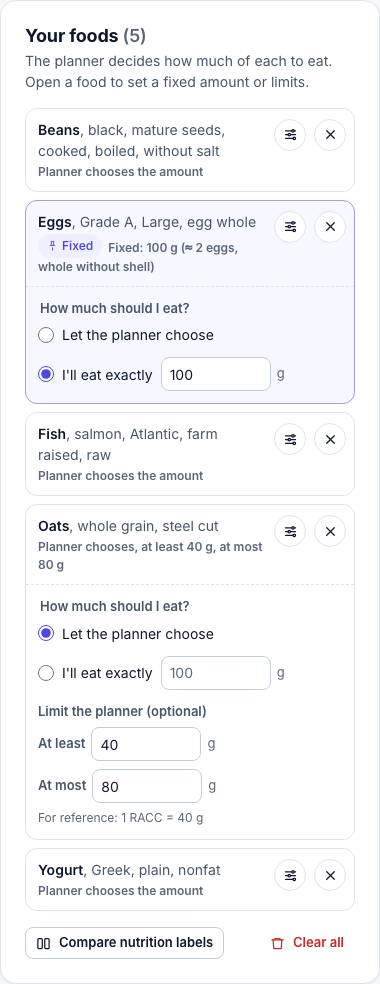 Your foods (5)
The planner decides how much of each to eat.
Open a food to set a fixed amount or limits.
Beans, black, mature seeds,
cooked, boiled, without salt
Planner chooses the amount
Eggs, Grade A, Large, egg whole
Fixed Fixed: 100 g (≈ 2 eggs,
whole without shell)
How much should I eat?
Let the planner choose
I'll eat exactly 100 g
Fish, salmon, Atlantic, farm
raised, raw
Planner chooses the amount
Oats, whole grain, steel cut
Planner chooses, at least 40 g, at most
80 g
How much should I eat?
Let the planner choose
I'll eat exactly 100 g
Limit the planner (optional)
At least 40 g
At most 80 g
For reference: 1 RACC = 40 g
Yogurt, Greek, plain, nonfat
Planner chooses the amount
Compare nutrition labels Clear all